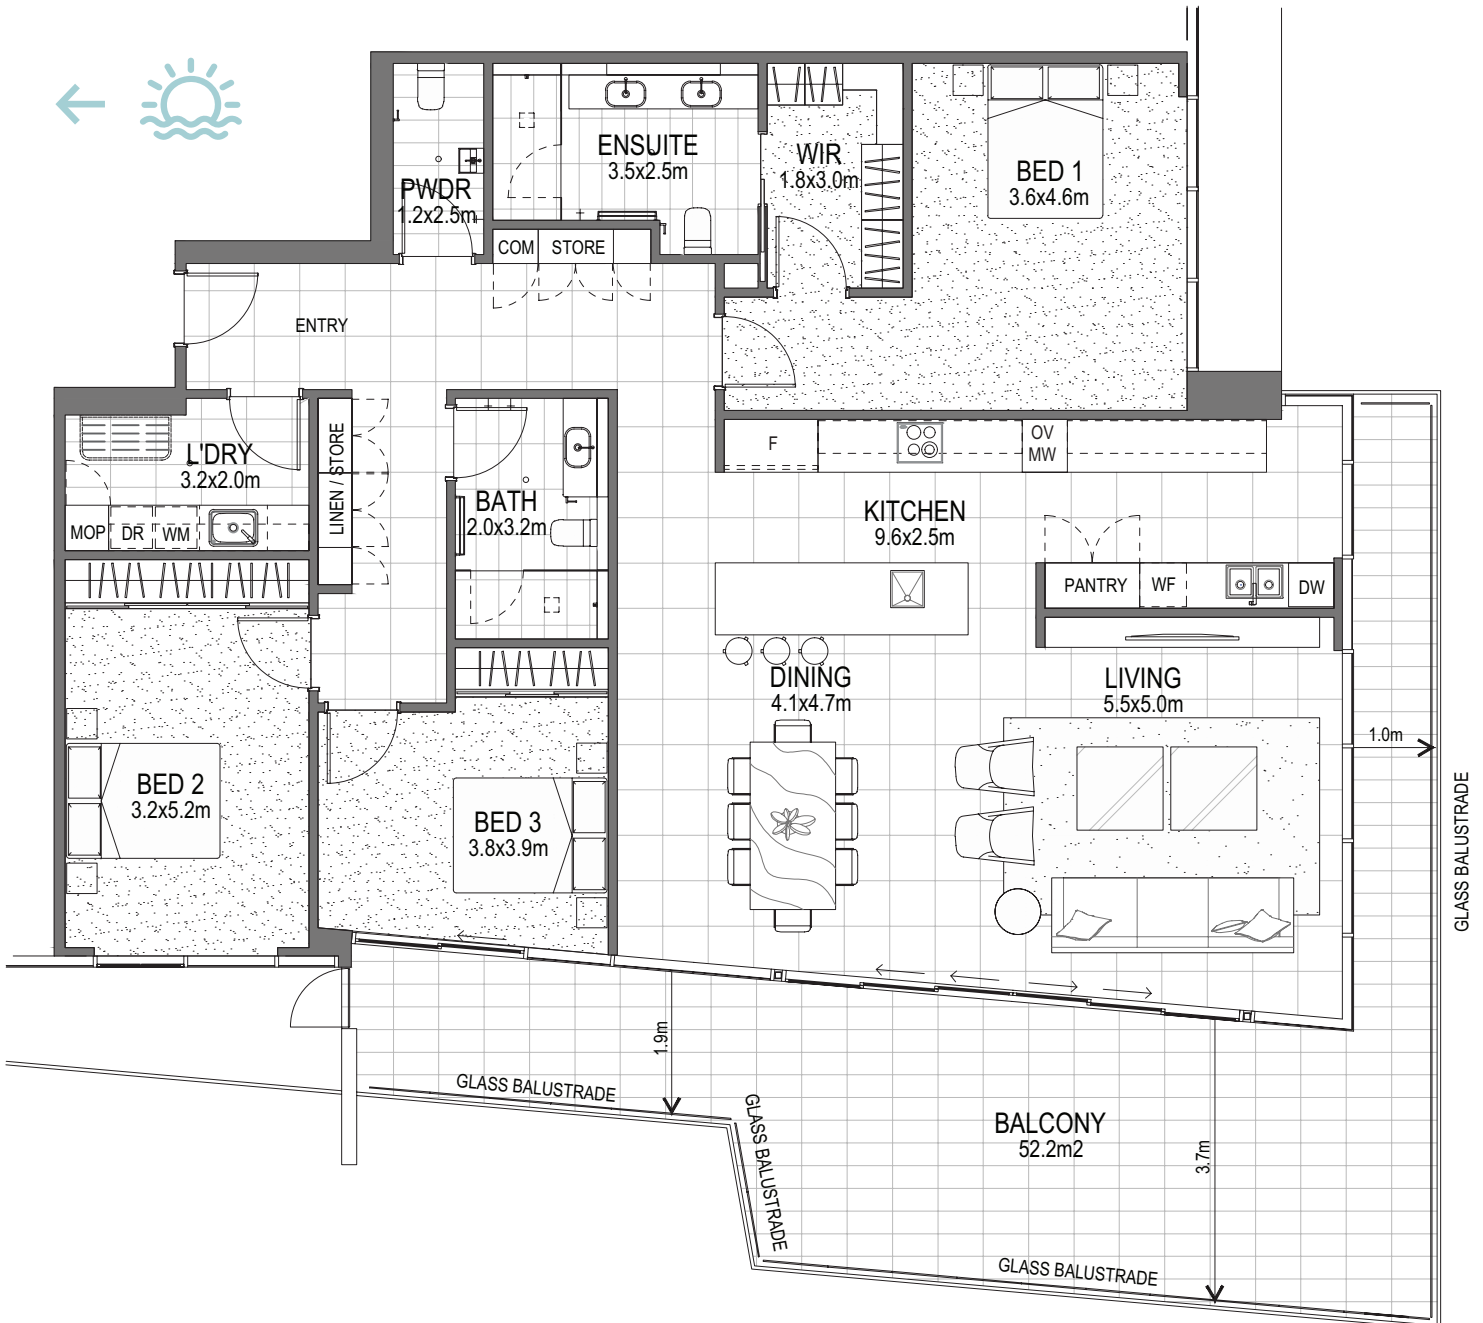 ENSUITE
3.5x2.5m
WIR
1.8x3.0m
BED 1
3.6x4.6m
PWDR
1.2x2.5m
COM
STORE
ENTRY
L'DRY
3.2x2.0m
MOP
DR
WM
LINEN / STORE
BATH
2.0x3.2m
F
OV
MW
KITCHEN
9.6x2.5m
PANTRY
WF
DW
DINING
4.1x4.7m
LIVING
5.5x5.0m
1.0m
GLASS BALUSTRADE
BED 2
3.2x5.2m
BED 3
3.8x3.9m
1.9m
GLASS BALUSTRADE
GLASS BALUSTRADE
BALCONY
52.2m2
3.7m
GLASS BALUSTRADE